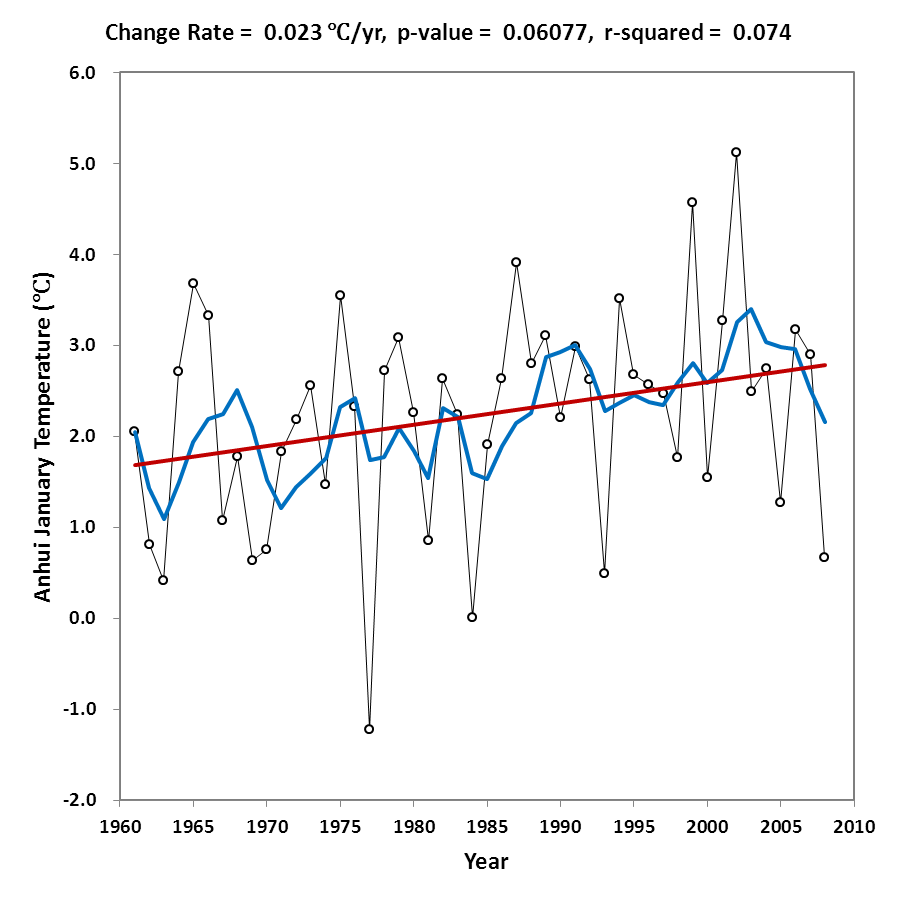 Change Rate = 0.023 ℃/yr, p-value = 0.06077, r-squared = 0.074
6.0
5.0
4.0
3.0
2.0
1.0
0.0
-1.0
-2.0
Anhui January Temperature (℃)
1960 1965 1970 1975 1980 1985 1990 1995 2000 2005 2010
Year